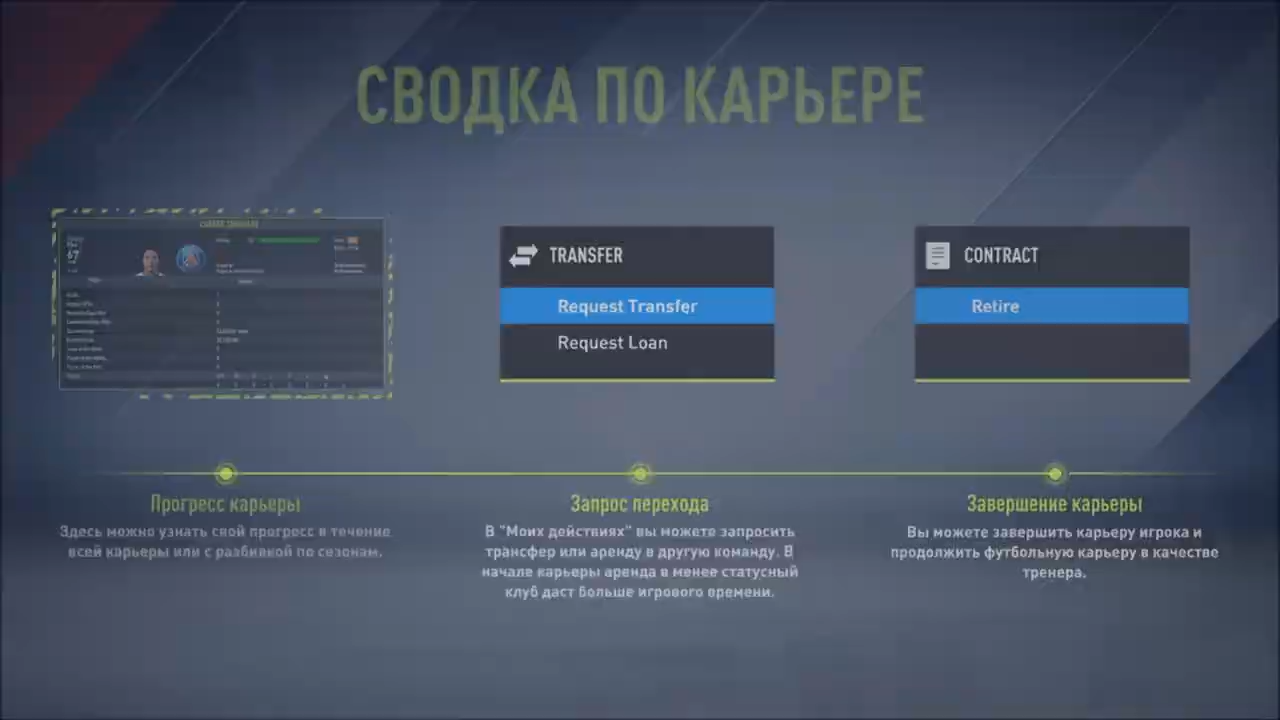 СВОДКА ПО КАРЬЕРЕ
67
TRANSFER
Request Transfer
Request Loan
CONTRACT
Retire
Прогресс карьеры
Здесь можно узнать свой прогресс в течение
всей карьеры или с разбивкой по сезонам.
Запрос перехода
В "Моих действиях" вы можете запросить
трансфер или аренду в другую команду. В
начале карьеры аренда в менее статусный
клуб даст больше игрового времени.
Завершение карьеры
Вы можете завершить карьеру игрока и
продолжить футбольную карьеру в качестве
тренера.